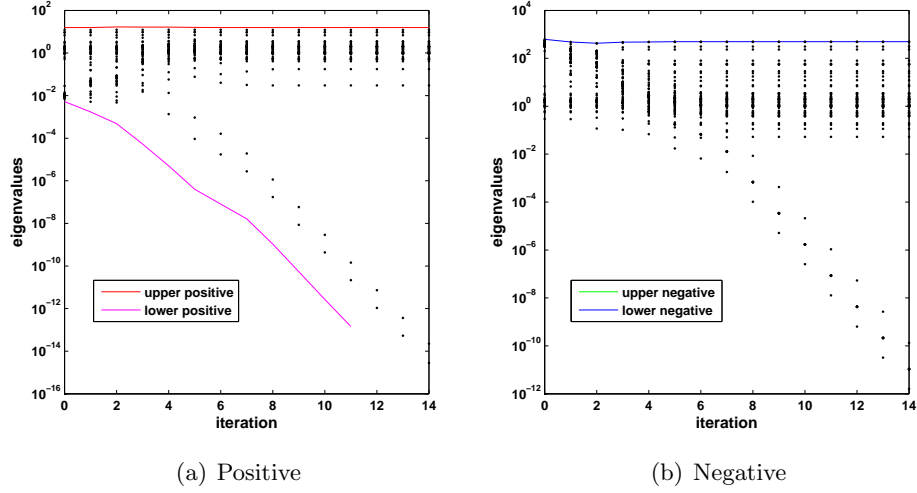 10^4
10^2
10^0
10^−2
10^−4
10^−6
10^−8
10^−10
10^−12
10^−14
10^−16
eigenvalues
upper positive
lower positive
0 2 4 6 8 10 12 14
iteration
(a) Positive
10^4
10^2
10^0
10^−2
10^−4
10^−6
10^−8
10^−10
10^−12
eigenvalues
upper negative
lower negative
0 2 4 6 8 10 12 14
iteration
(b) Negative